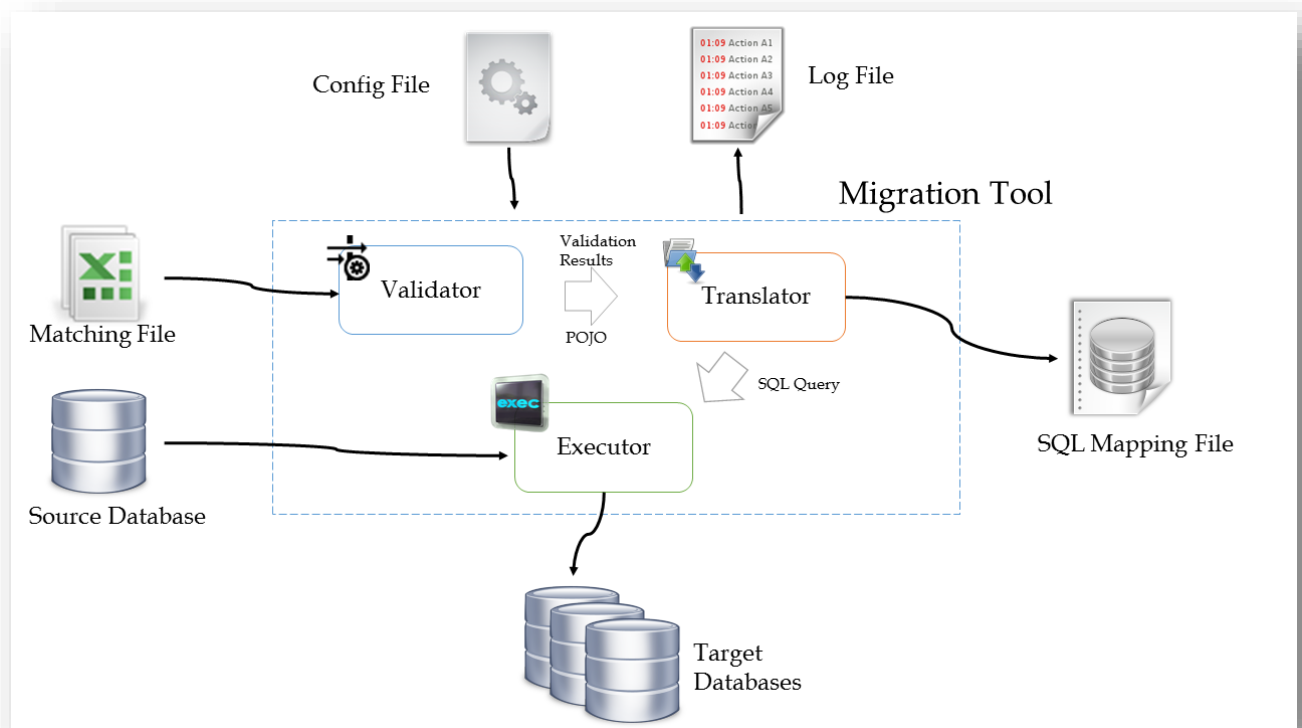 Config File
01:09 Action A1
01:09 Action A2
01:09 Action A3
01:09 Action A4
01:09 Action A5
01:09 Action
Log File
Migration Tool
Matching File
Validator
Validation
Results
POJO
Translator
SQL Query
exec
Executor
Source Database
SQL Mapping File
Target
Databases